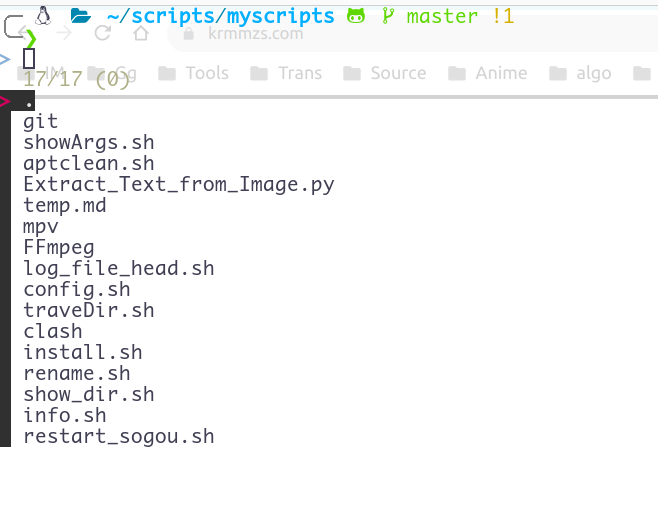 ~/scripts/myscripts master !1
krmmzs.com
❯
>
17/17 (0)
Gg Tools Trans Source Anime algo
> .
git
showArgs.sh
aptclean.sh
Extract_Text_from_Image.py
temp.md
mpv
FFmpeg
log_file_head.sh
config.sh
traveDir.sh
clash
install.sh
rename.sh
show_dir.sh
info.sh
restart_sogou.sh